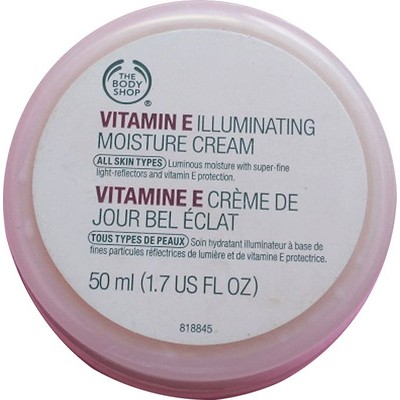 THE
BODY
SHOP®
VITAMIN E ILLUMINATING
MOISTURE CREAM
ALL SKIN TYPES Luminous moisture with super-fine
light-reflectors and vitamin E protection.
VITAMINE E CRÈME DE
JOUR BEL ÉCLAT
TOUS TYPES DE PEAUX Soin hydratant illuminateur à base de
fines particules réflectrices de lumière et de vitamine E protectrice.
50 ml (1.7 US FL OZ)
818845